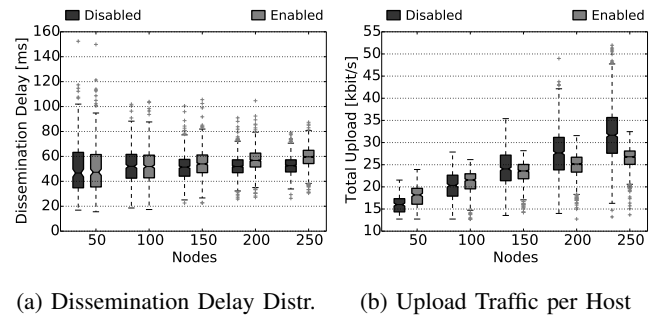 Disabled Enabled
Dissemination Delay [ms]
160
140
120
100
80
60
40
20
0
50 100 150 200 250
Nodes
(a) Dissemination Delay Distr.
Disabled Enabled
Total Upload [kbit/s]
55
50
45
40
35
30
25
20
15
10
50 100 150 200 250
Nodes
(b) Upload Traffic per Host